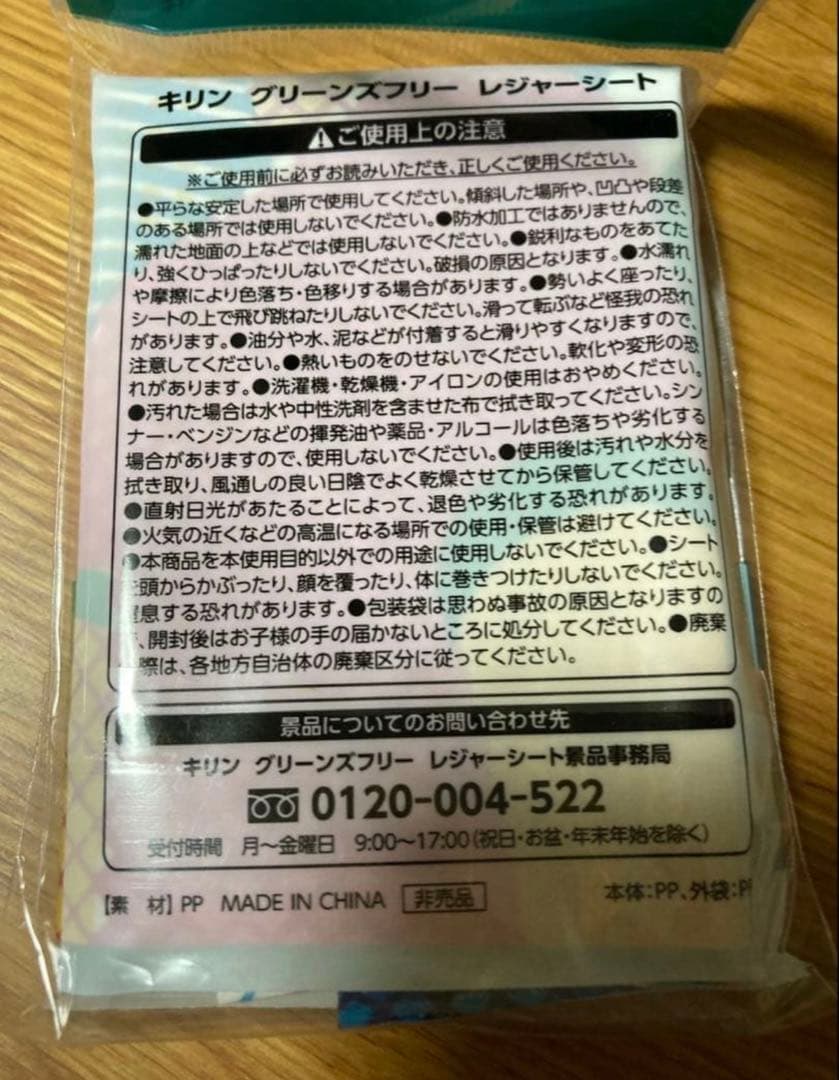 キリン グリーンズフリー レジャーシート
⚠ご使用上の注意
※ご使用前に必ずお読みいただき、正しくご使用ください。
●平らな安定した場所で使用してください。傾斜した場所や、凹凸や段差
のある場所では使用しないでください。●防水加工ではありませんので、
濡れた地面の上などでは使用しないでください。●鋭利なものをあてた
り、強くひっぱったりしないでください。破損の原因となります。●水濡れ
や摩擦により色落ち・色移りする場合があります。●勢いよく座ったり、
シートの上で飛び跳ねたりしないでください。滑って転ぶなど怪我の恐れ
があります。●油分や水、泥などが付着すると滑りやすくなりますので、
注意してください。●熱いものをのせないでください。軟化や変形の恐
れがあります。●洗濯機・乾燥機・アイロンの使用はおやめください。
●汚れた場合は水や中性洗剤を含ませた布で拭き取ってください。シン
ナー・ベンジンなどの揮発油や薬品・アルコールは色落ちや劣化する
場合がありますので、使用しないでください。●使用後は汚れや水分を
拭き取り、風通しの良い日陰でよく乾燥させてから保管してください。
●直射日光があたることによって、退色や劣化する恐れがあります。
●火気の近くなどの高温になる場所での使用・保管は避けてください。
●本商品を本使用目的以外での用途に使用しないでください。●シート
を頭からかぶったり、顔を覆ったり、体に巻きつけたりしないでください。
窒息する恐れがあります。●包装袋は思わぬ事故の原因となりますの
で、開封後はお子様の手の届かないところに処分してください。●廃棄
際は、各地方自治体の廃棄区分に従ってください。
景品についてのお問い合わせ先
キリン グリーンズフリー レジャーシート景品事務局
0120-004-522
受付時間 月〜金曜日 9:00〜17:00(祝日・お盆・年末年始を除く)
【素 材】PP MADE IN CHINA 非売品 本体:PP、外袋:P